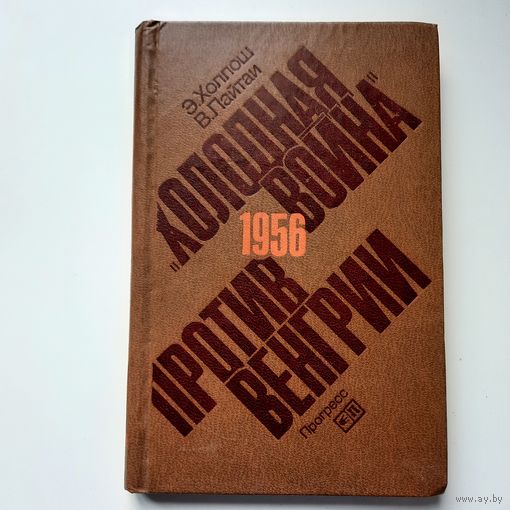 Э.Холлош
В.Лайтаи
"ХОЛОДНАЯ
ВОЙНА"
1956
ПРОТИВ
ВЕНГРИИ
Прогресс
www.ay.by